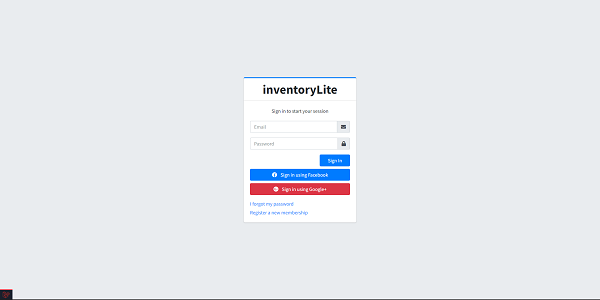 inventoryLite
Sign in to start your session
Email
Password
Sign In
Sign in using Facebook
Sign in using Google+
I forgot my password
Register a new membership